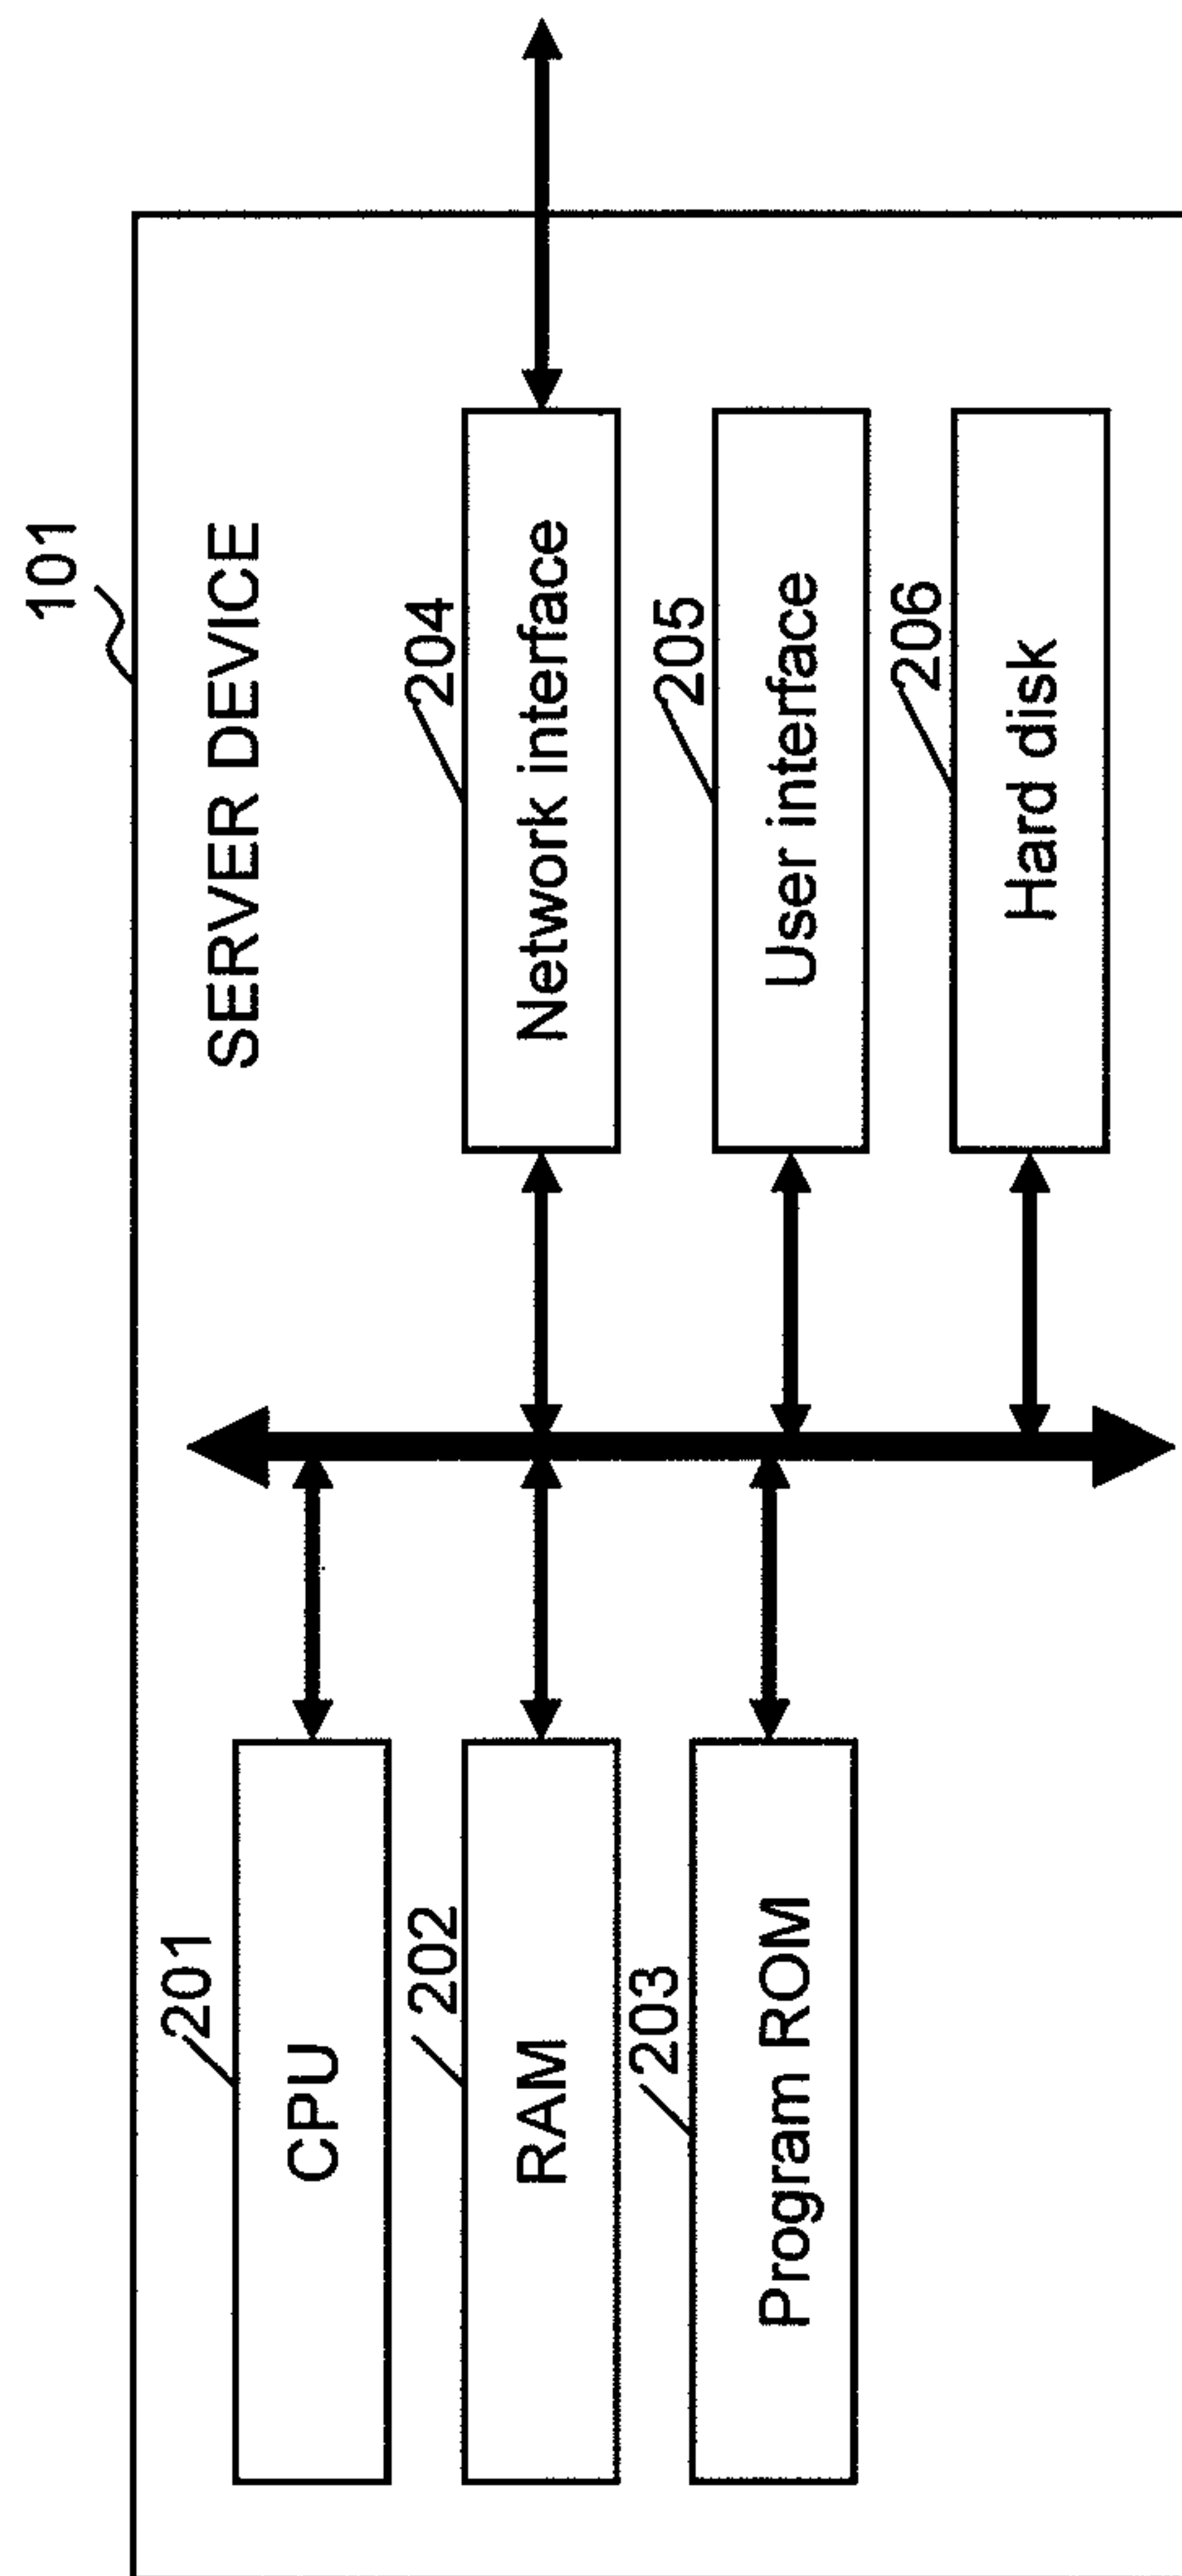 101
SERVER DEVICE
201
CPU
204
Network interface
202
RAM
205
User interface
203
Program ROM
206
Hard disk